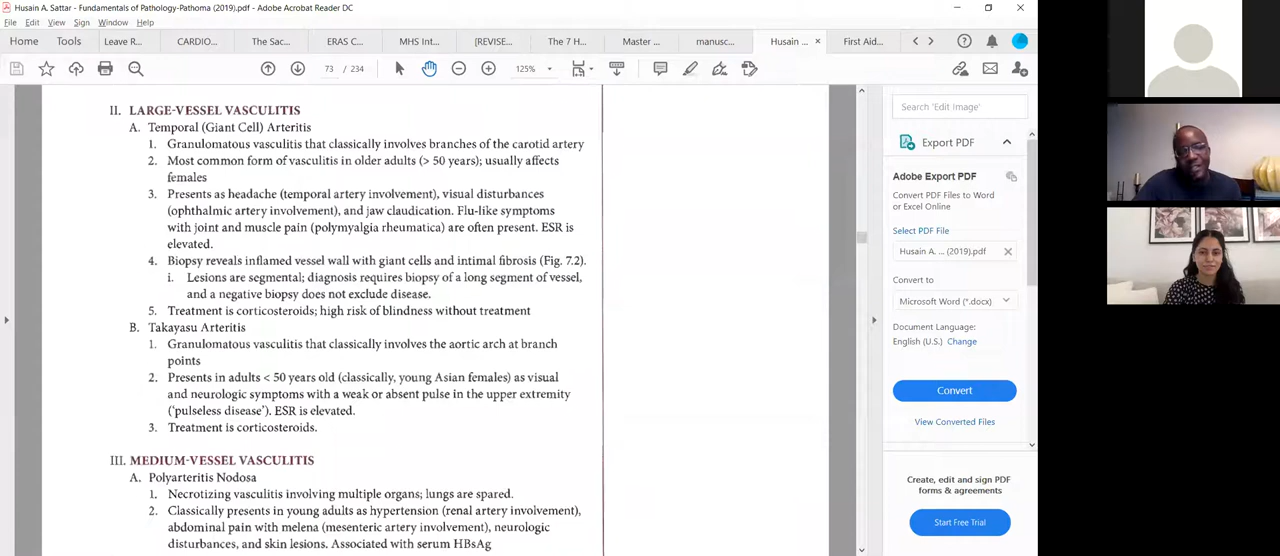 Husain A. Sattar - Fundamentals of Pathology-Pathoma (2019).pdf - Adobe Acrobat Reader DC
File Edit View Sign Window Help
Home Tools Leave R... CARDIO... The Sac... ERAS C... MHS Int... [REVISE... The 7 H... Master ... manusc... Husain ... × First Aid...
73 / 234 125%
II. LARGE-VESSEL VASCULITIS
A. Temporal (Giant Cell) Arteritis
1. Granulomatous vasculitis that classically involves branches of the carotid artery
2. Most common form of vasculitis in older adults (> 50 years); usually affects
females
3. Presents as headache (temporal artery involvement), visual disturbances
(ophthalmic artery involvement), and jaw claudication. Flu-like symptoms
with joint and muscle pain (polymyalgia rheumatica) are often present. ESR is
elevated.
4. Biopsy reveals inflamed vessel wall with giant cells and intimal fibrosis (Fig. 7.2).
i. Lesions are segmental; diagnosis requires biopsy of a long segment of vessel,
and a negative biopsy does not exclude disease.
5. Treatment is corticosteroids; high risk of blindness without treatment
B. Takayasu Arteritis
1. Granulomatous vasculitis that classically involves the aortic arch at branch
points
2. Presents in adults < 50 years old (classically, young Asian females) as visual
and neurologic symptoms with a weak or absent pulse in the upper extremity
('pulseless disease'). ESR is elevated.
3. Treatment is corticosteroids.
III. MEDIUM-VESSEL VASCULITIS
A. Polyarteritis Nodosa
1. Necrotizing vasculitis involving multiple organs; lungs are spared.
2. Classically presents in young adults as hypertension (renal artery involvement),
abdominal pain with melena (mesenteric artery involvement), neurologic
disturbances, and skin lesions. Associated with serum HBsAg
Search 'Edit Image'
Export PDF
Adobe Export PDF
Convert PDF Files to Word
or Excel Online
Select PDF File
Husain A. ... (2019).pdf
Convert to
Microsoft Word (*.docx)
Document Language:
English (U.S.) Change
Convert
View Converted Files
Create, edit and sign PDF
forms & agreements
Start Free Trial